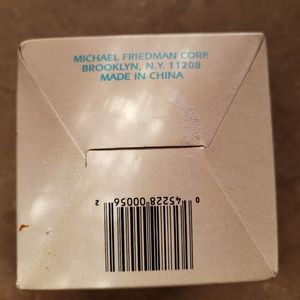 MICHAEL FRIEDMAN CORP.
BROOKLYN, N.Y. 11208
MADE IN CHINA
0 45228 00056 2